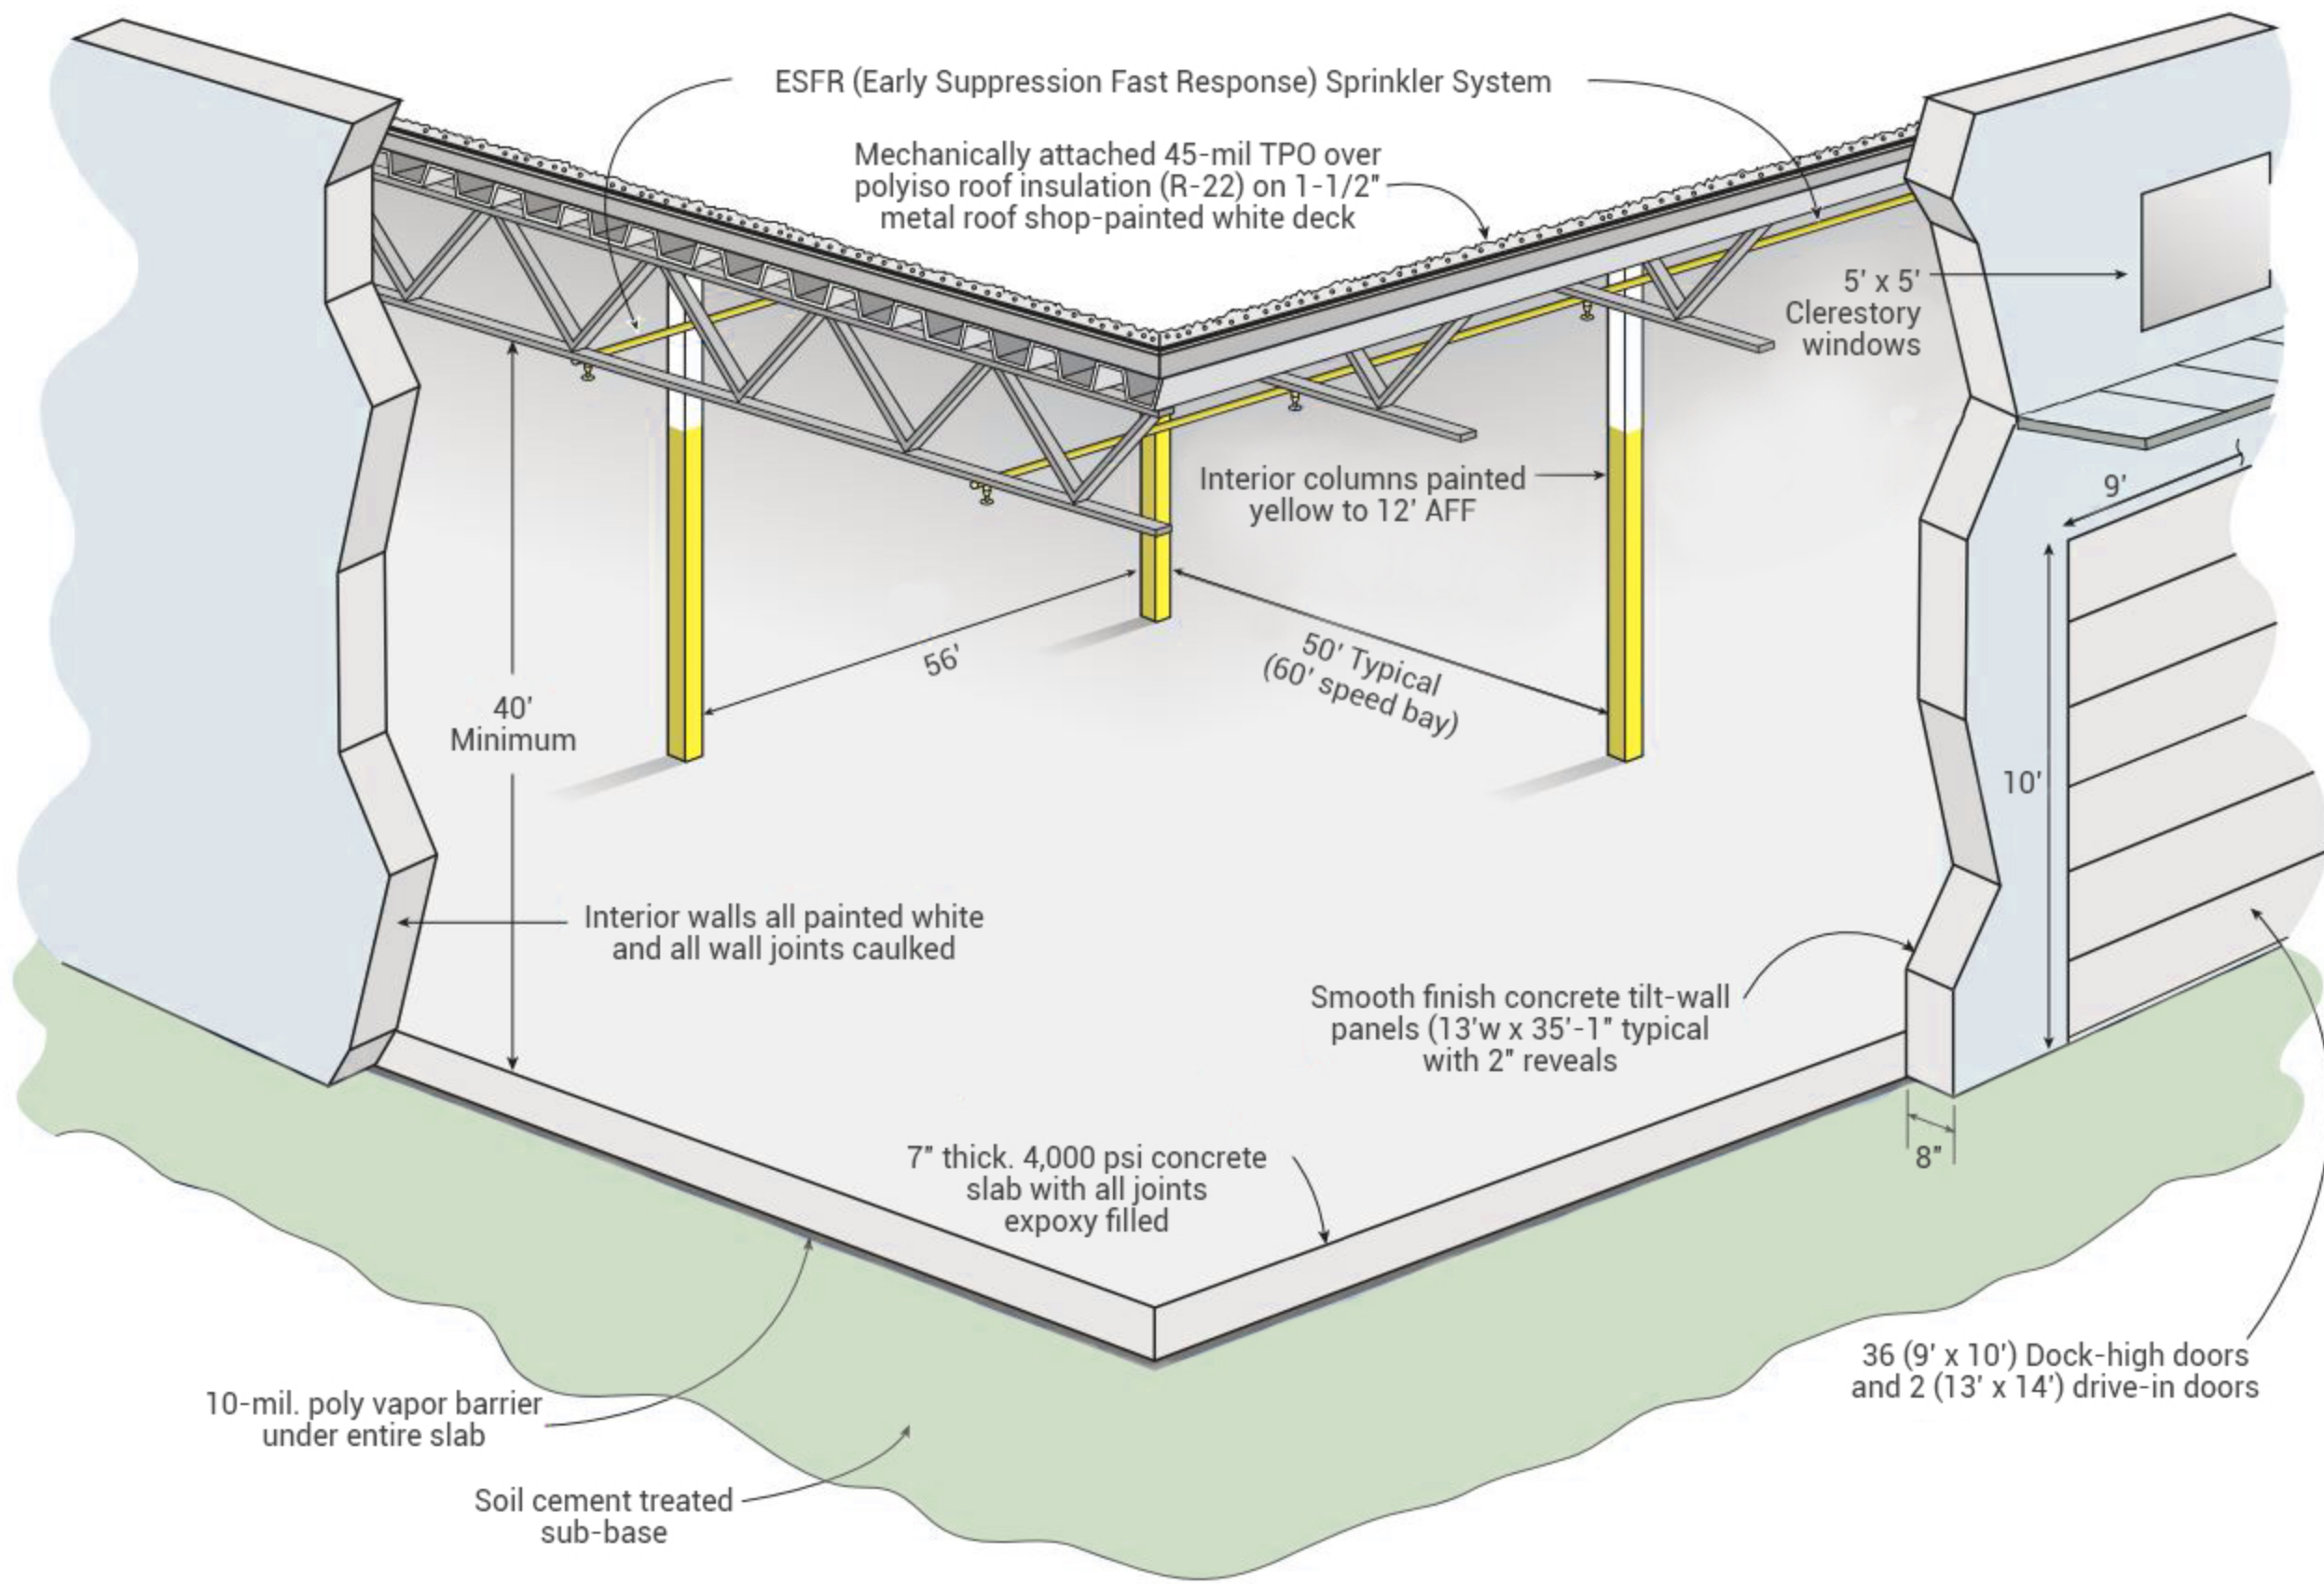 ESFR (Early Suppression Fast Response) Sprinkler System
Mechanically attached 45-mil TPO over
polyiso roof insulation (R-22) on 1-1/2"
metal roof shop-painted white deck
5' x 5'
Clerestory
windows
9'
Interior columns painted
yellow to 12' AFF
56'
50' Typical
(60' speed bay)
40'
Minimum
10'
Interior walls all painted white
and all wall joints caulked
Smooth finish concrete tilt-wall
panels (13'w x 35'-1" typical
with 2" reveals
7" thick. 4,000 psi concrete
slab with all joints
expoxy filled
8"
36 (9' x 10') Dock-high doors
and 2 (13' x 14') drive-in doors
10-mil. poly vapor barrier
under entire slab
Soil cement treated
sub-base